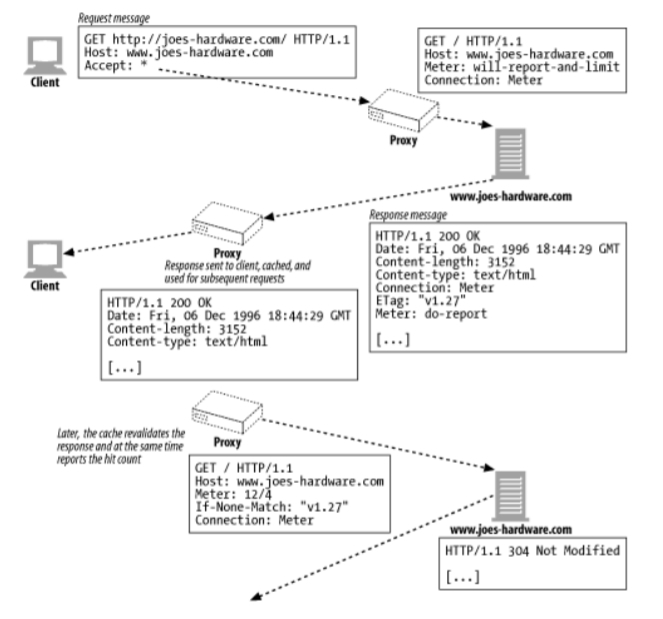 Request message
GET http://joes-hardware.com/ HTTP/1.1
Host: www.joes-hardware.com
Accept: *
Client
GET / HTTP/1.1
Host: www.joes-hardware.com
Meter: will-report-and-limit
Connection: Meter
Proxy
www.joes-hardware.com
Response message
HTTP/1.1 200 OK
Date: Fri, 06 Dec 1996 18:44:29 GMT
Content-length: 3152
Content-type: text/html
Connection: Meter
ETag: "v1.27"
Meter: do-report
[...]
Proxy
Client
Response sent to client, cached, and
used for subsequent requests
HTTP/1.1 200 OK
Date: Fri, 06 Dec 1996 18:44:29 GMT
Content-length: 3152
Content-type: text/html
[...]
Later, the cache revalidates the
response and at the same time
reports the hit count
Proxy
GET / HTTP/1.1
Host: www.joes-hardware.com
Meter: 12/4
If-None-Match: "v1.27"
Connection: Meter
www.joes-hardware.com
HTTP/1.1 304 Not Modified
[...]